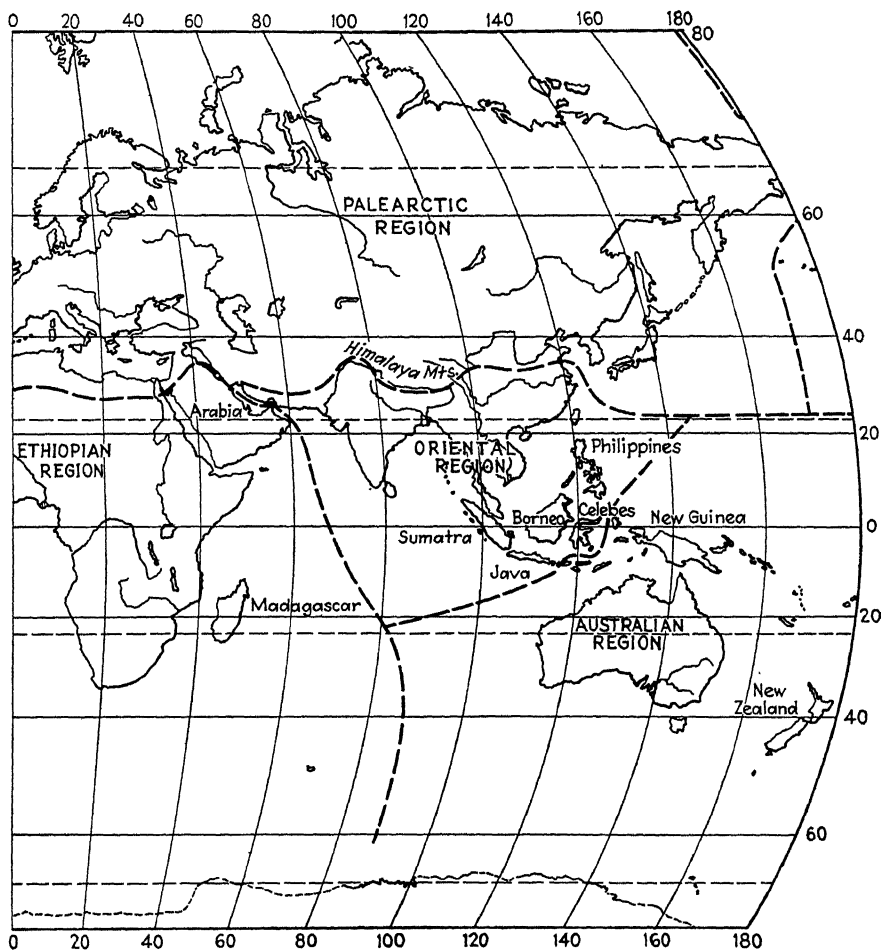 0 20 40 60 80 100 120 140 160 180
80
PALEARCTIC
REGION
60
40
Himalaya Mts.
Arabia
20
ETHIOPIAN
REGION
ORIENTAL
REGION
Philippines
Borneo
Celebes
New Guinea
0
Sumatra
Java
Madagascar
20
AUSTRALIAN
REGION
New
Zealand
40
60
0 20 40 60 80 100 120 140 160 180